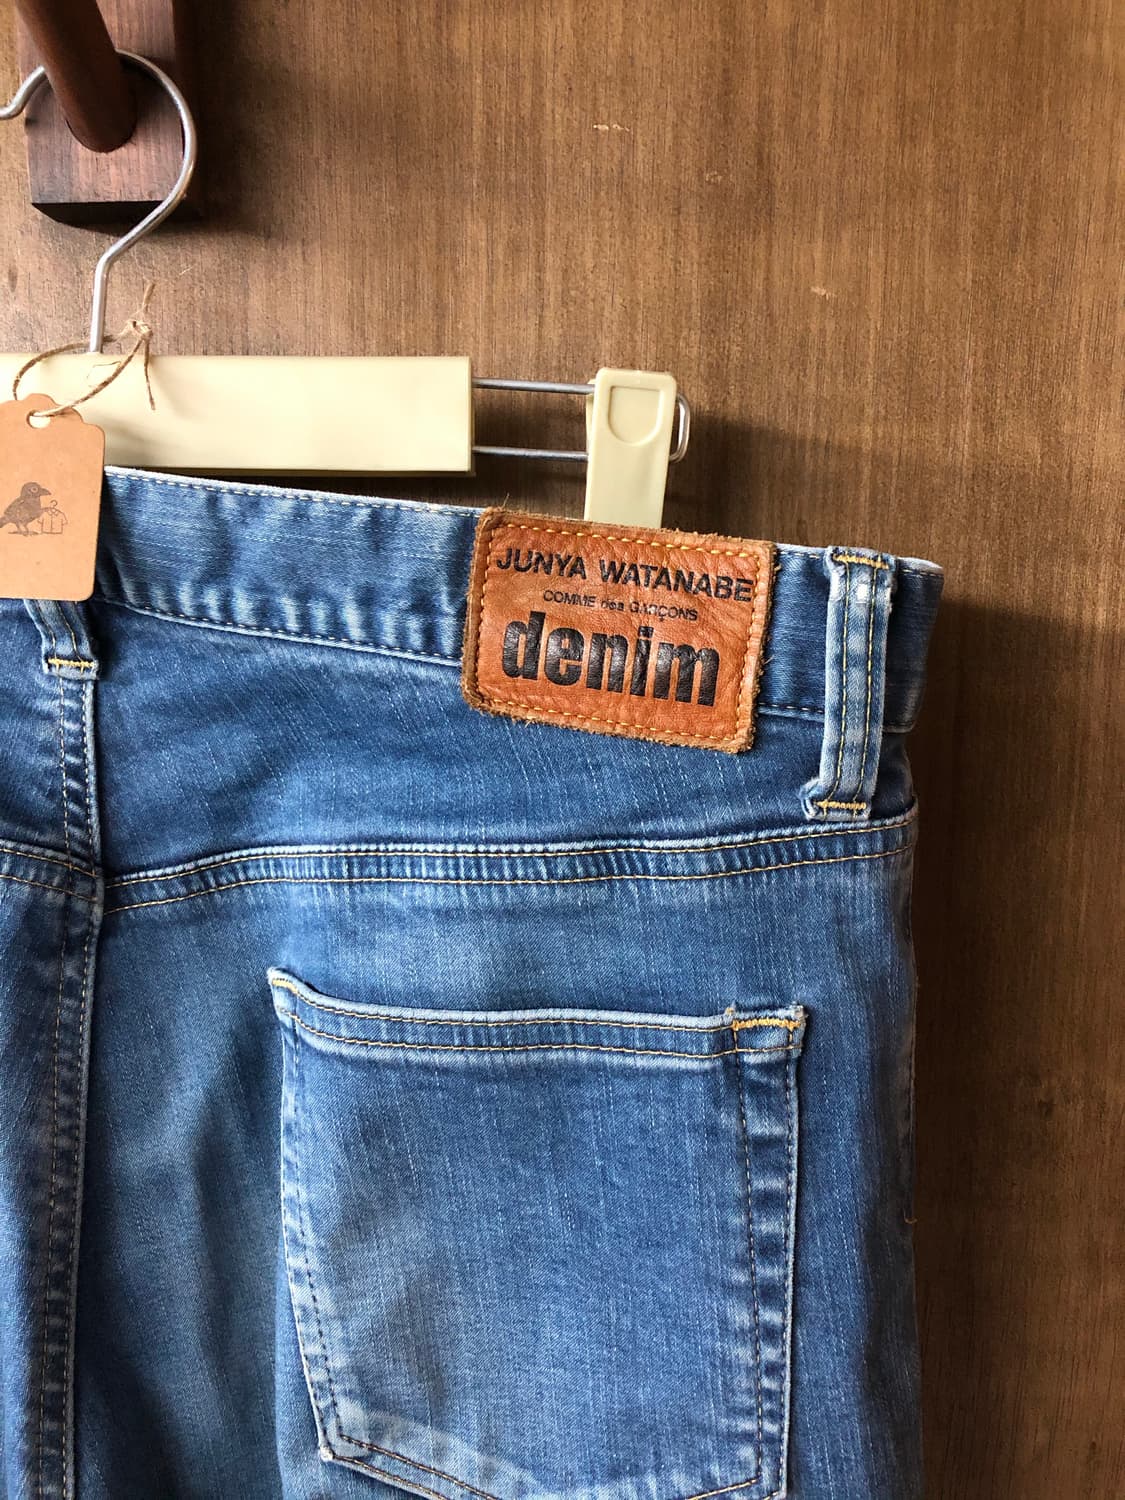 JUNYA WATANABE
COMME des GARÇONS
denim